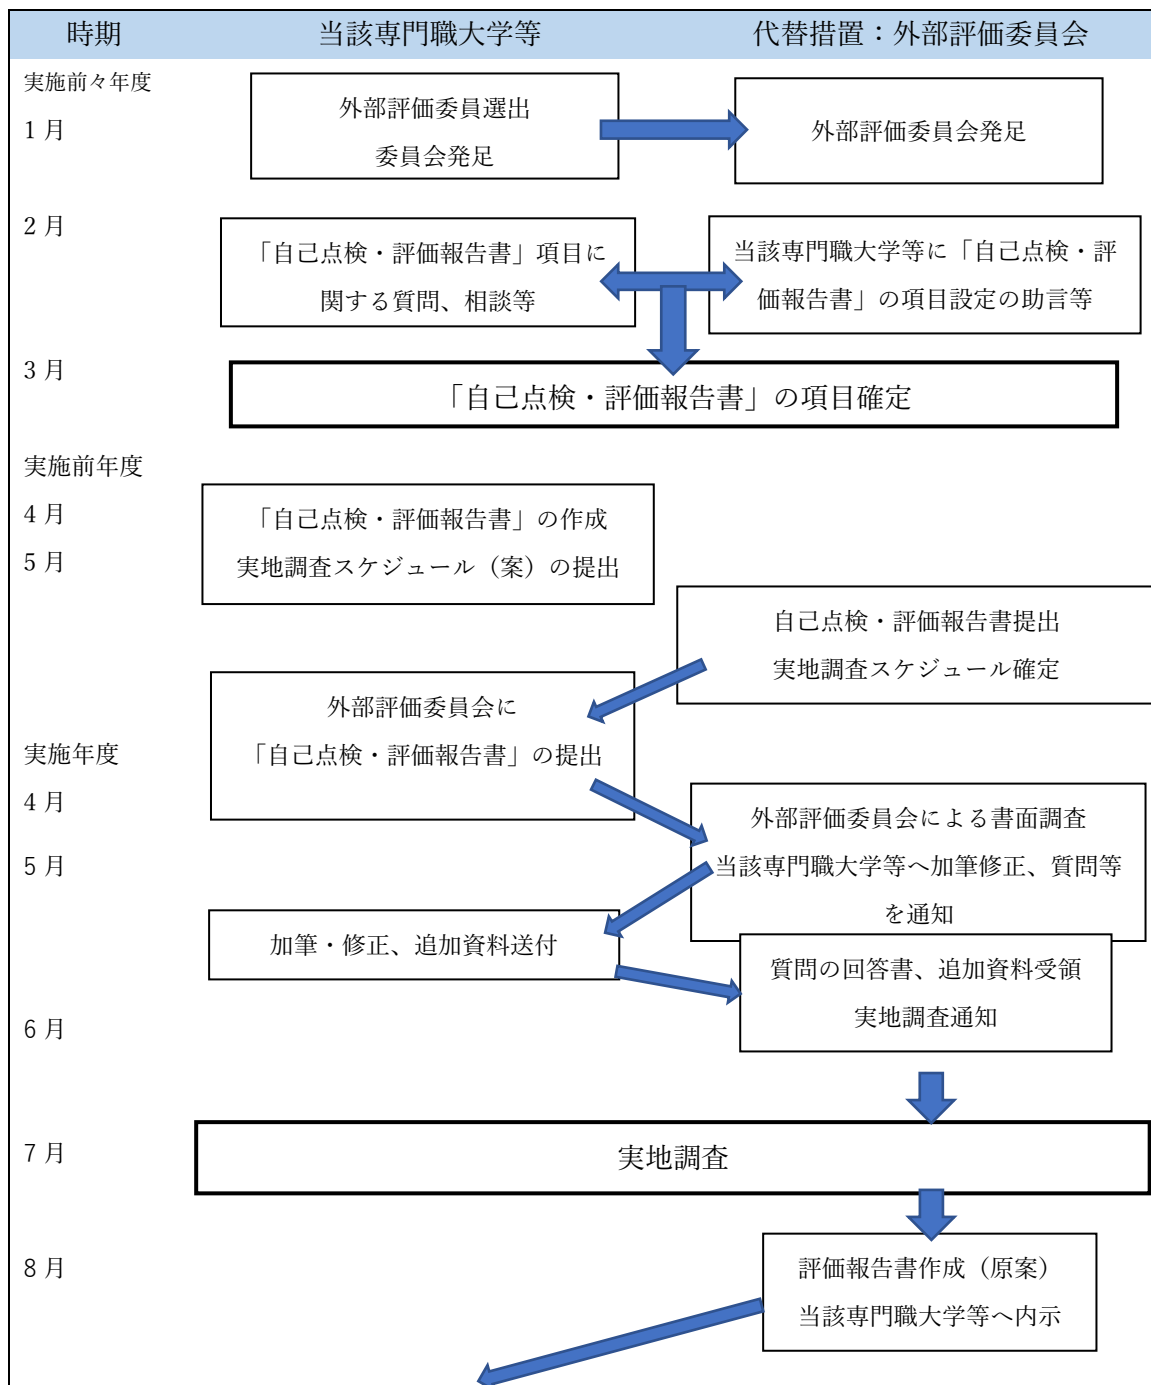 時期 当該専門職大学等 代替措置：外部評価委員会
実施前々年度
1月
外部評価委員選出
委員会発足
外部評価委員会発足
2月
「自己点検・評価報告書」項目に
関する質問、相談等
当該専門職大学等に「自己点検・評
価報告書」の項目設定の助言等
3月
「自己点検・評価報告書」の項目確定
実施前年度
4月
5月
「自己点検・評価報告書」の作成
実地調査スケジュール（案）の提出
自己点検・評価報告書提出
実地調査スケジュール確定
外部評価委員会に
「自己点検・評価報告書」の提出
実施年度
4月
外部評価委員会による書面調査
当該専門職大学等へ加筆修正、質問等
を通知
5月
加筆・修正、追加資料送付
質問の回答書、追加資料受領
実地調査通知
6月
7月
実地調査
8月
評価報告書作成（原案）
当該専門職大学等へ内示